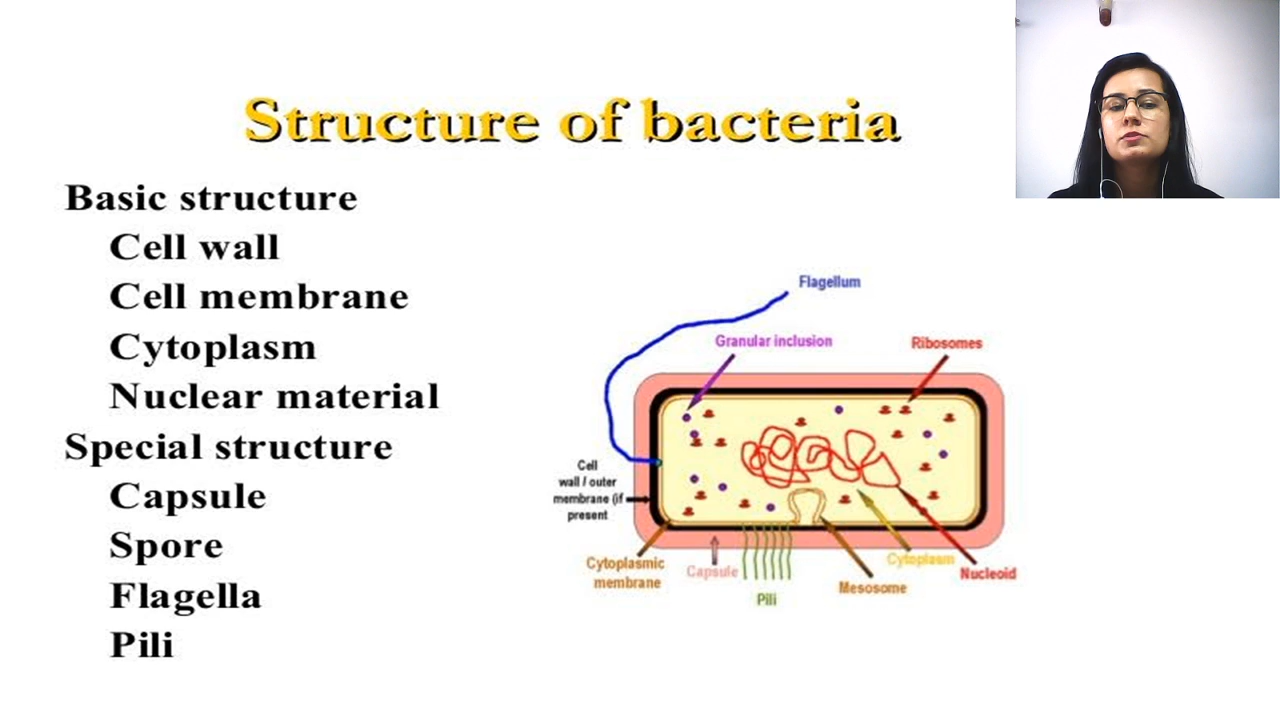 Structure of bacteria
Basic structure
Cell wall
Cell membrane
Cytoplasm
Nuclear material
Special structure
Capsule
Spore
Flagella
Pili
Flagellum
Granular inclusion
Ribosomes
Cell
wall / outer
membrane (if
present
Cytoplasmic
membrane
Capsule
Pili
Mesosome
Cytoplasm
Nucleoid